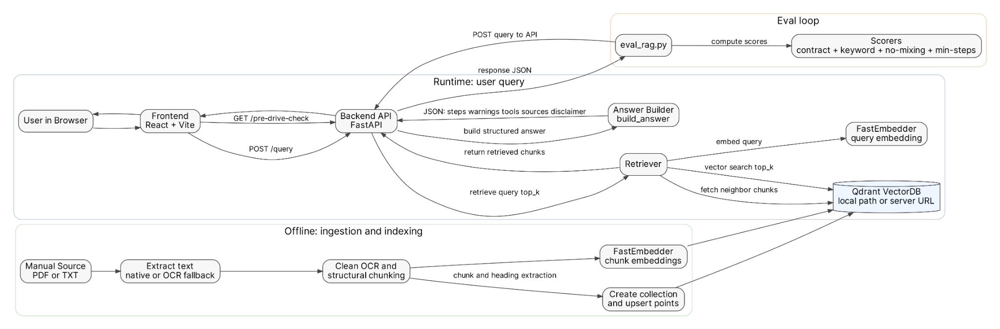 Eval loop
POST query to API
eval_rag.py
compute scores
Scorers
contract + keyword + no-mixing + min-steps
response JSON
Runtime: user query
User in Browser
Frontend
React + Vite
GET /pre-drive-check
POST /query
Backend API
FastAPI
JSON: steps warnings tools sources disclaimer
Answer Builder
build_answer
build structured answer
return retrieved chunks
retrieve query top_k
Retriever
embed query
FastEmbedder
query embedding
vector search top_k
fetch neighbor chunks
Qdrant VectorDB
local path or server URL
Offline: ingestion and indexing
Manual Source
PDF or TXT
Extract text
native or OCR fallback
Clean OCR and
structural chunking
chunk and heading extraction
FastEmbedder
chunk embeddings
Create collection
and upsert points